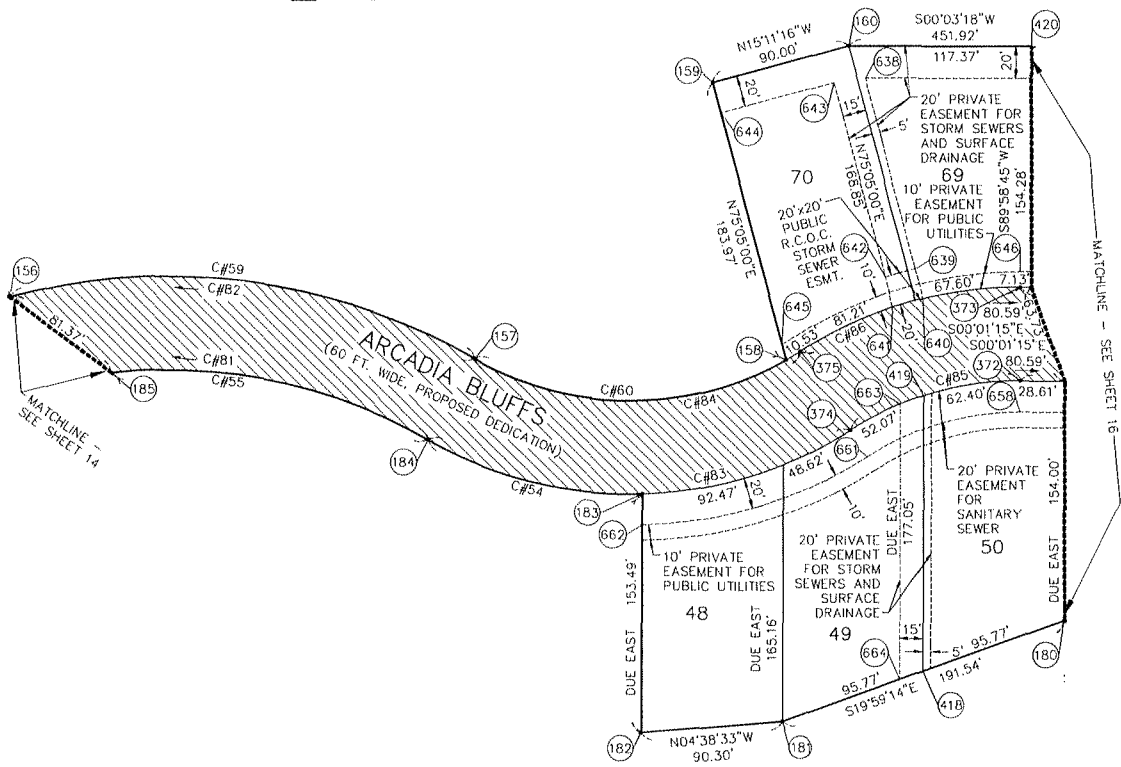 160
S00°03'18"W
451.92'
420
N15°11'16"W
90.00'
117.37'
20'
159
638
20'
643
15'
644
5'
20' PRIVATE
EASEMENT FOR
STORM SEWERS
AND SURFACE
DRAINAGE
69
70
N75°05'00"E
168.85'
N75°05'00"E
183.97'
S89°58'45"W
154.28'
10' PRIVATE
EASEMENT
FOR PUBLIC
UTILITIES
20'x20'
PUBLIC
R.C.O.C.
STORM
SEWER
ESMT.
642
639
646
10'
MATCHLINE - SEE SHEET 16
156
C#59
C#82
645
67.60'
7.13'
373
80.59'
63.73'
81.21'
C#86
20'
10.53'
S00°01'15"E
S00°01'15"E
81.37'
ARCADIA BLUFFS
(60 FT. WIDE, PROPOSED DEDICATION)
157
158
641
640
375
419
372
80.59'
C#81
C#55
185
C#60
C#84
663
C#85
62.40'
658
28.61'
MATCHLINE -
SEE SHEET 14
374
52.07'
661
184
C#54
C#83
92.47'
48.62'
20'
10'
183
20' PRIVATE
EASEMENT
FOR
SANITARY
SEWER
50
662
DUE EAST
153.49'
10' PRIVATE
EASEMENT FOR
PUBLIC UTILITIES
48
DUE EAST
165.16'
20' PRIVATE
EASEMENT
FOR STORM
SEWERS AND
SURFACE
DRAINAGE
49
DUE EAST
177.05'
DUE EAST
154.00'
15'
664
5'
95.77'
180
95.77'
191.54'
S19°59'14"E
418
182
N04°38'33"W
90.30'
181